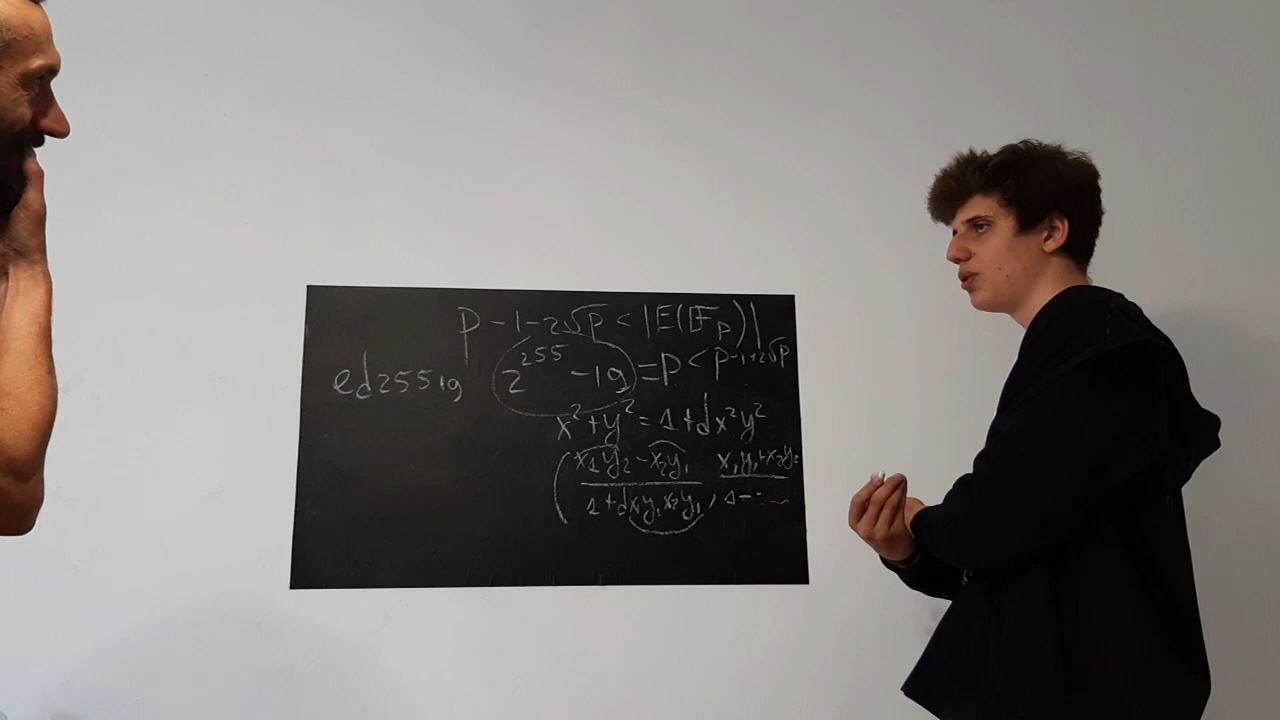 p-1-2√p < |E(𝔽p)|
ed25519 2^255 -19 = p < p-1+2√p
x²+y² = 1+dx²y²
(x₁y₂-x₂y₁ / 1+dx₁y₁x₂y₁, x₁y₁+x₂y₂ / 1-...